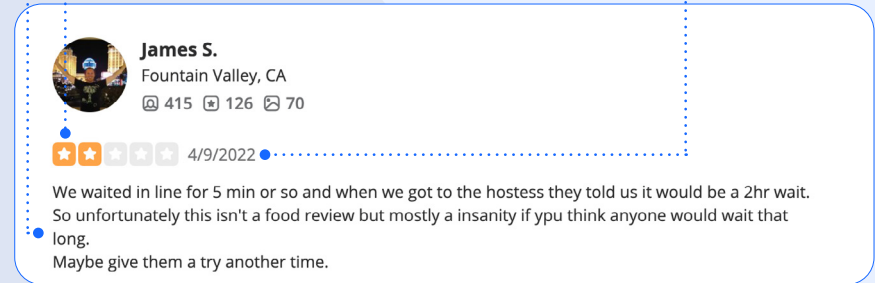 James S.
Fountain Valley, CA
415 126 70
4/9/2022
We waited in line for 5 min or so and when we got to the hostess they told us it would be a 2hr wait.
So unfortunately this isn't a food review but mostly a insanity if ypu think anyone would wait that
long.
Maybe give them a try another time.